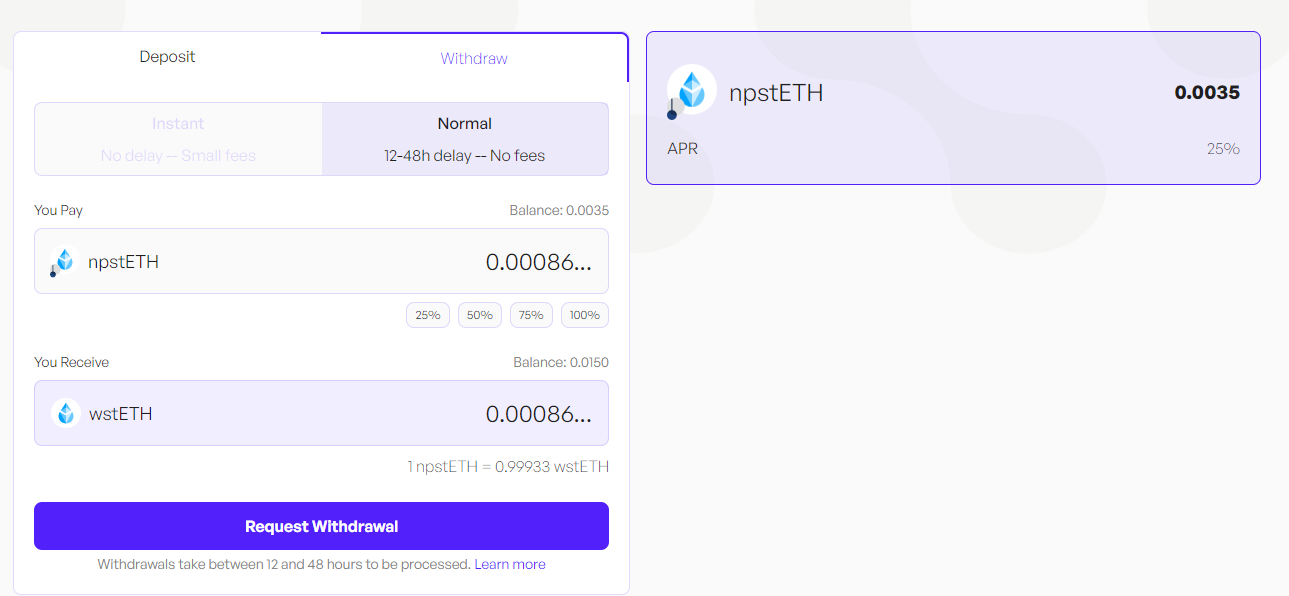 Deposit
Withdraw
Instant
No delay -- Small fees
Normal
12-48h delay -- No fees
You Pay
Balance: 0.0035
npstETH
0.00086...
25%
50%
75%
100%
You Receive
Balance: 0.0150
wstETH
0.00086...
1 npstETH = 0.99933 wstETH
Request Withdrawal
Withdrawals take between 12 and 48 hours to be processed. Learn more
npstETH
0.0035
APR
25%